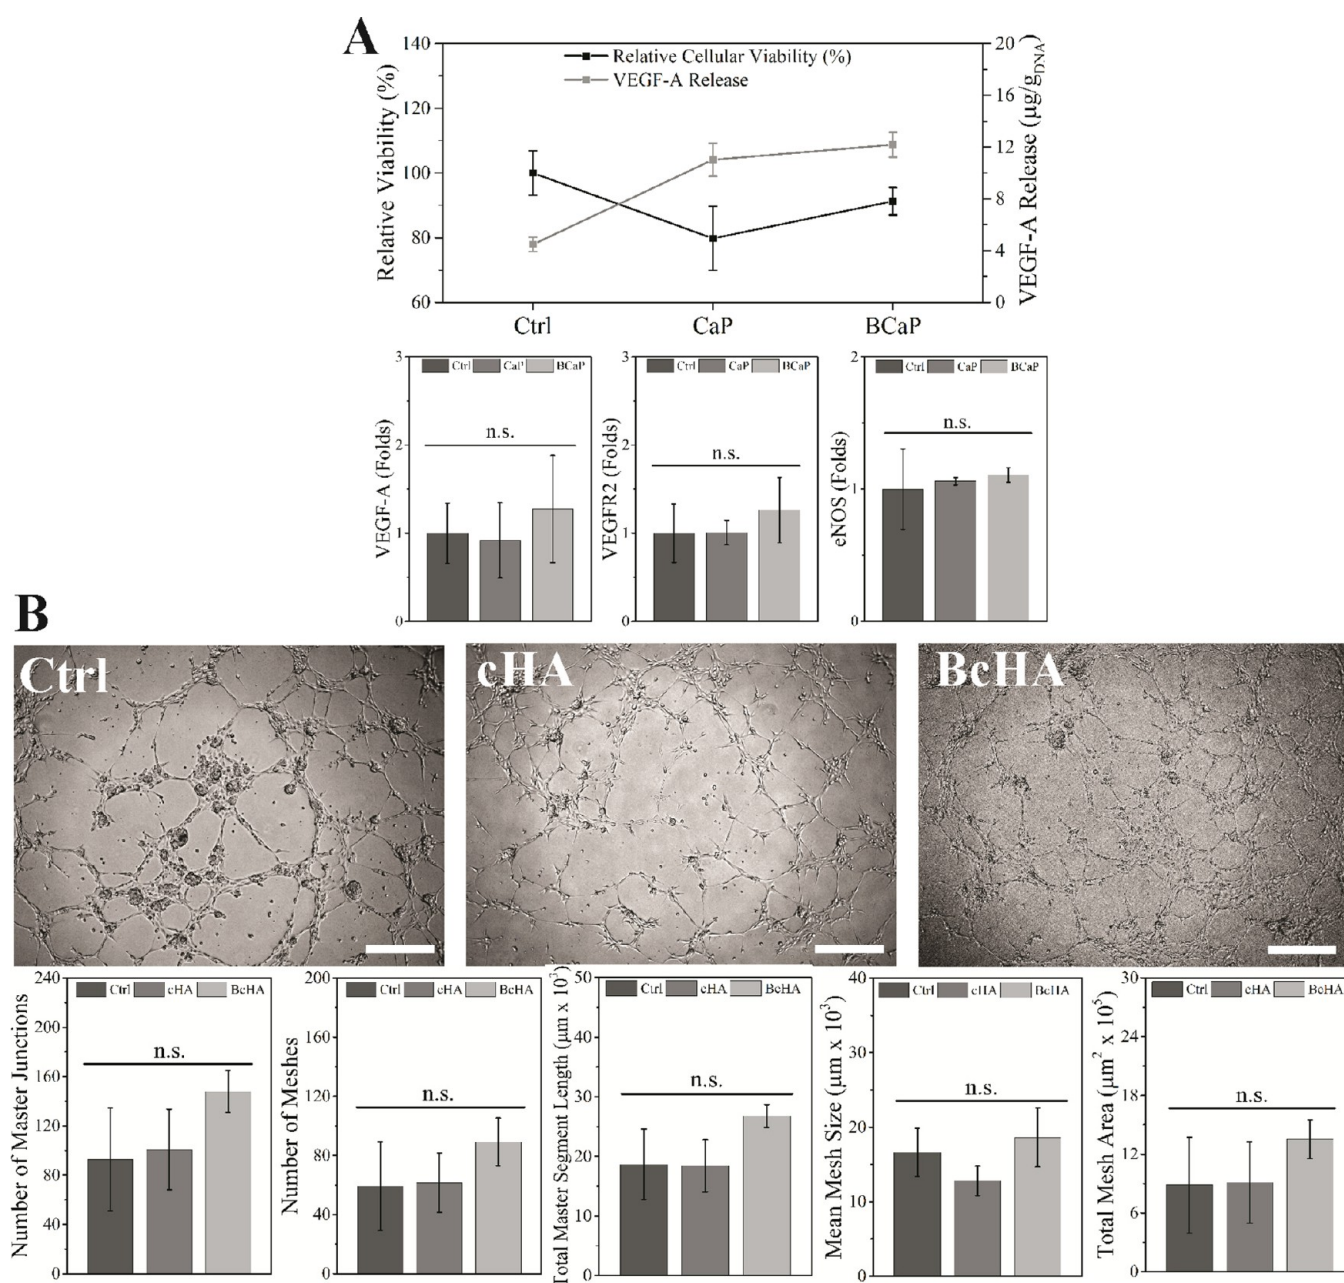 A
Relative Cellular Viability (%)
VEGF-A Release
Relative Viability (%)
140
120
100
80
60
VEGF-A Release (µg/gDNA)
20
16
12
8
4
0
Ctrl CaP BCaP
VEGF-A (Folds)
3
2
1
0
Ctrl CaP BCaP
n.s.
VEGFR2 (Folds)
3
2
1
0
Ctrl CaP BCaP
n.s.
eNOS (Folds)
2
1
0
Ctrl CaP BCaP
n.s.
B
Ctrl
cHA
BcHA
Number of Master Junctions
240
200
160
120
80
40
0
Ctrl cHA BcHA
n.s.
Number of Meshes
200
160
120
80
40
0
Ctrl cHA BcHA
n.s.
Total Master Segment Length (µm x 10³)
50
40
30
20
10
0
Ctrl cHA BcHA
n.s.
Mean Mesh Size (µm x 10³)
40
30
20
10
0
Ctrl cHA BcHA
n.s.
Total Mesh Area (µm² x 10⁵)
30
24
18
12
6
0
Ctrl cHA BcHA
n.s.